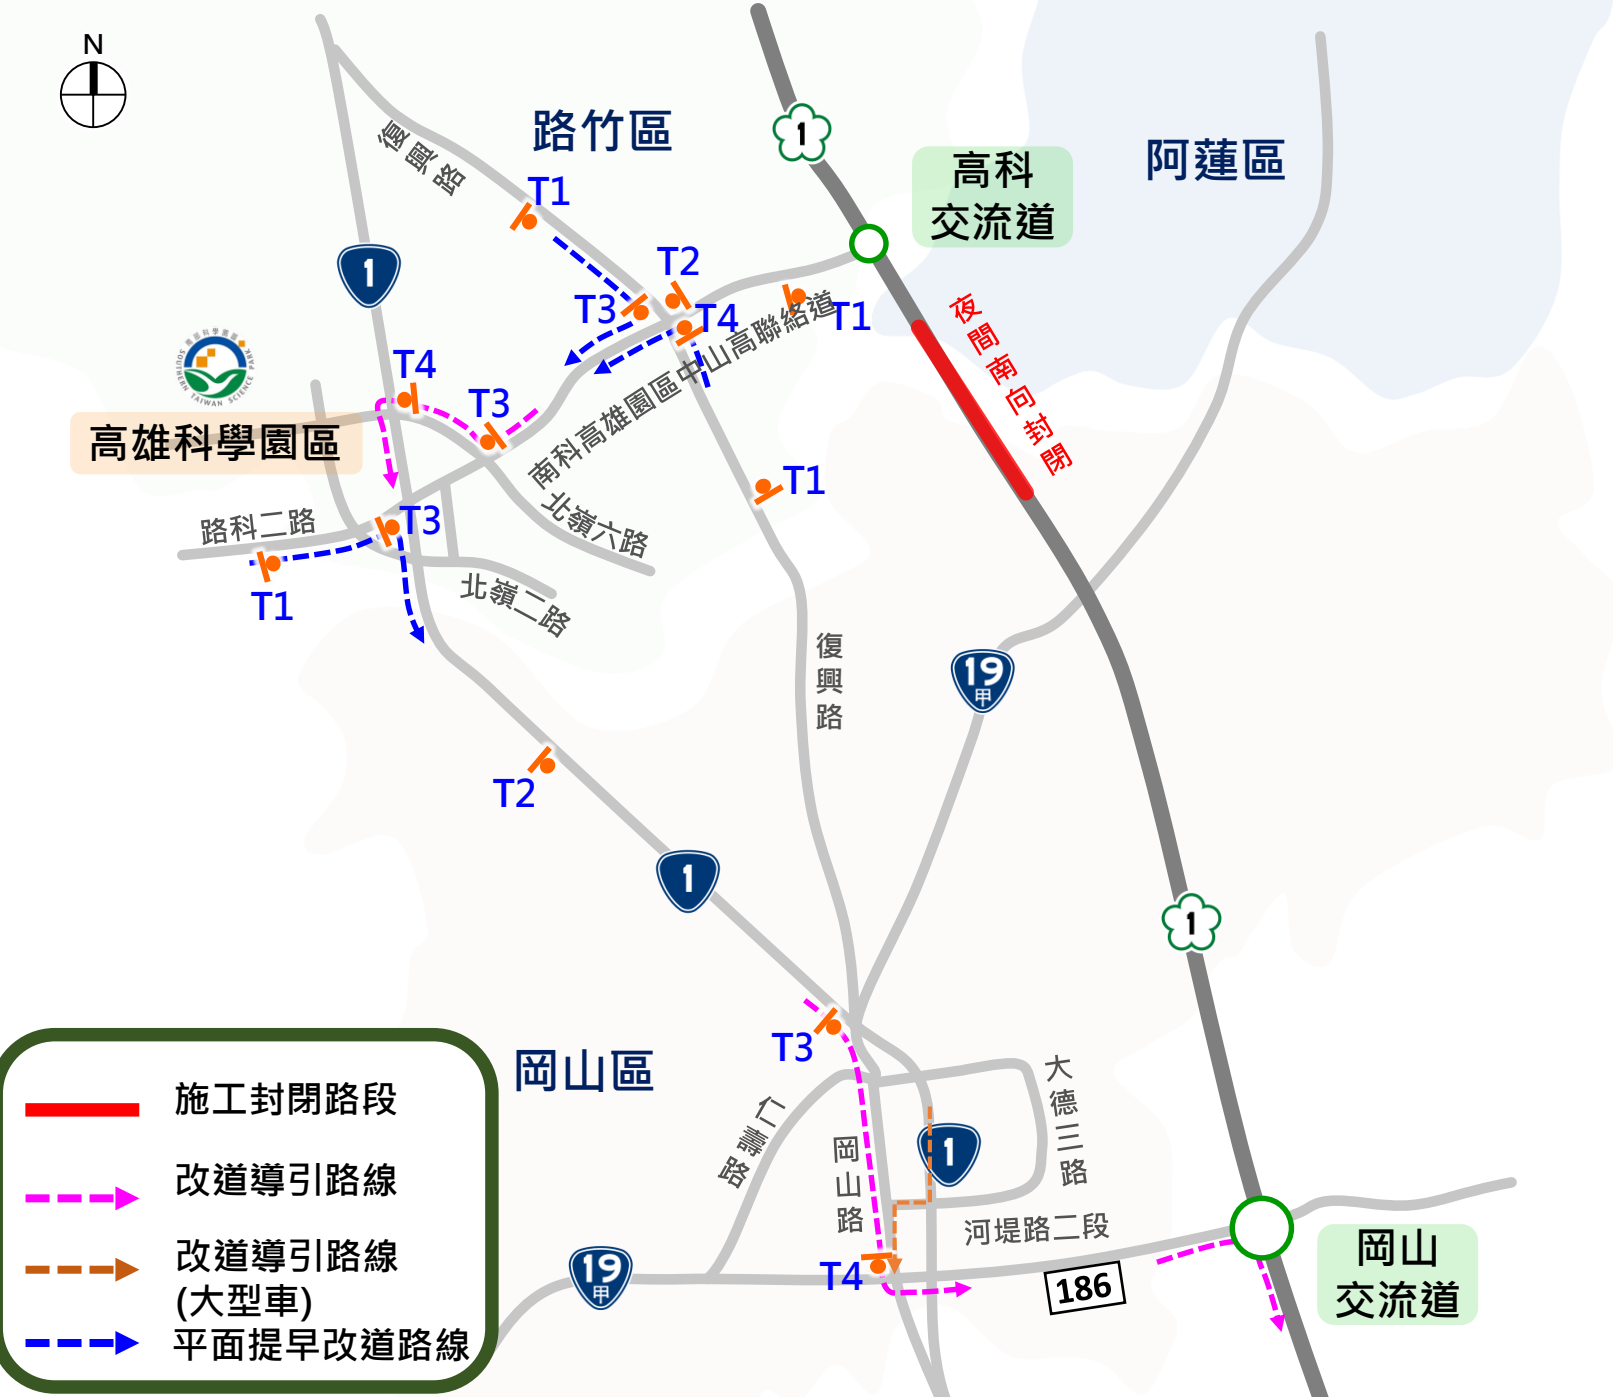 N
路竹區
阿蓮區
1
高科
交流道
復興路
T1
T2
T3
T4
T1
1
夜間南向封閉
南科高雄園區中山高聯絡道
SOUTHERN TAIWAN SCIENCE PARK
高雄科學園區
T4
T3
T1
路科二路
T3
北嶺六路
T1
北嶺二路
復興路
19
甲
T2
1
1
岡山區
T3
仁壽路
岡山路
大德三路
1
河堤路二段
T4
19
甲
186
岡山
交流道
施工封閉路段
改道導引路線
改道導引路線
(大型車)
平面提早改道路線